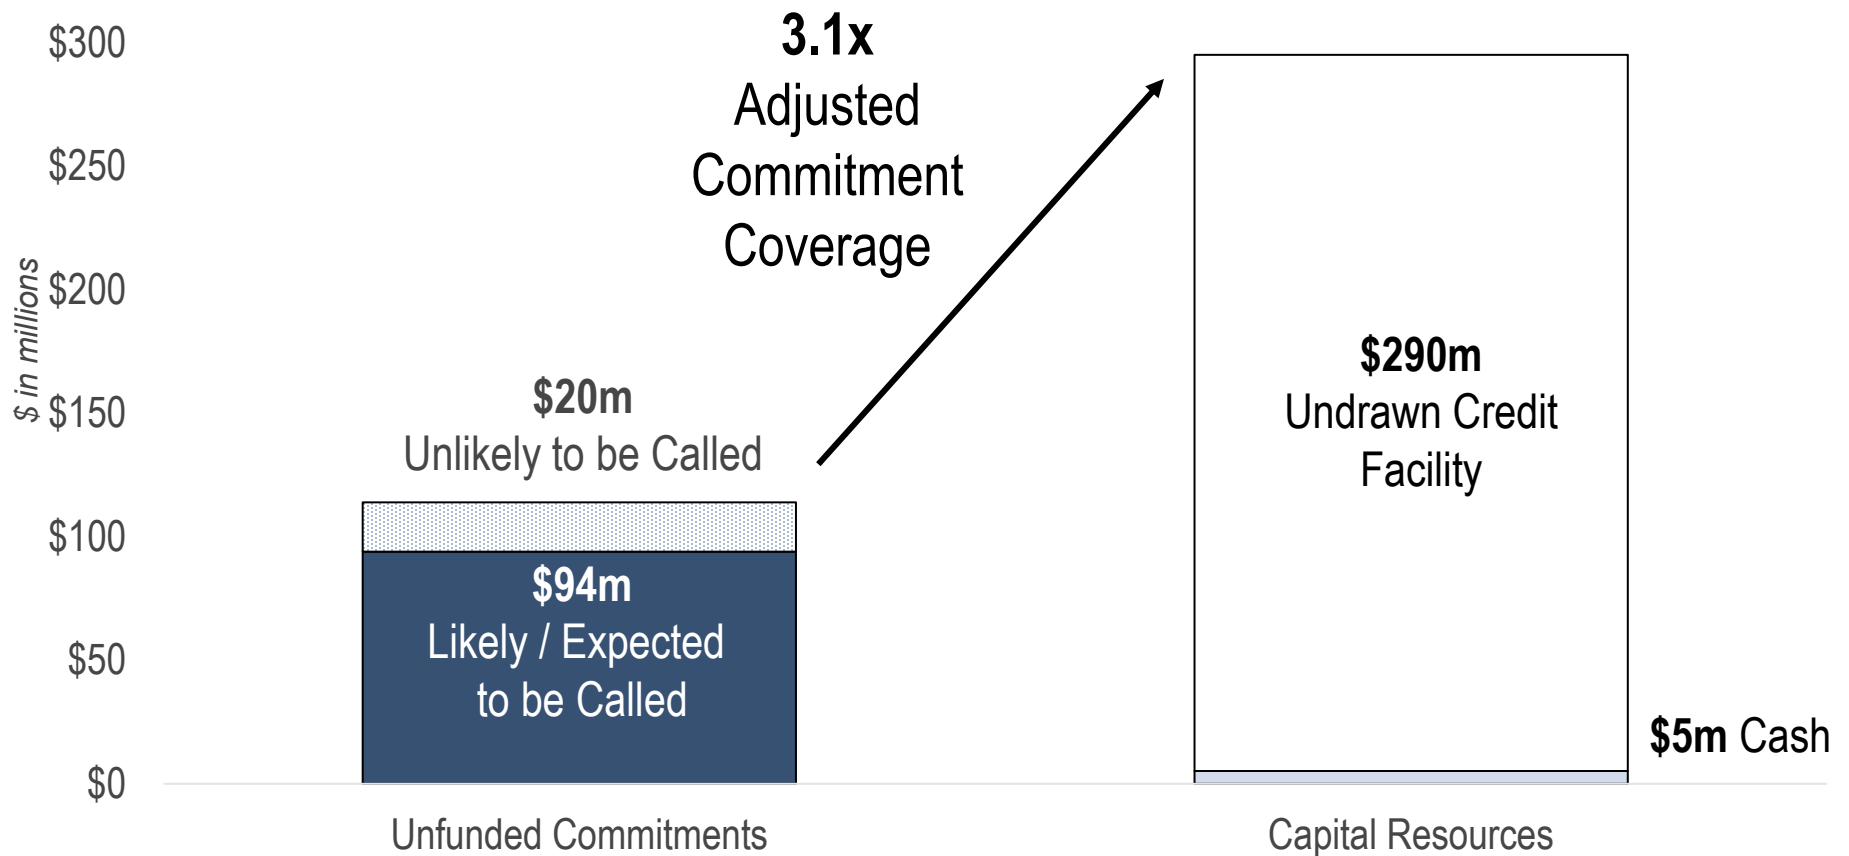 $300
$250
$200
$150
$100
$50
$0
$ in millions
3.1x
Adjusted
Commitment
Coverage
$20m
Unlikely to be Called
$94m
Likely / Expected
to be Called
$290m
Undrawn Credit
Facility
$5m Cash
Unfunded Commitments
Capital Resources